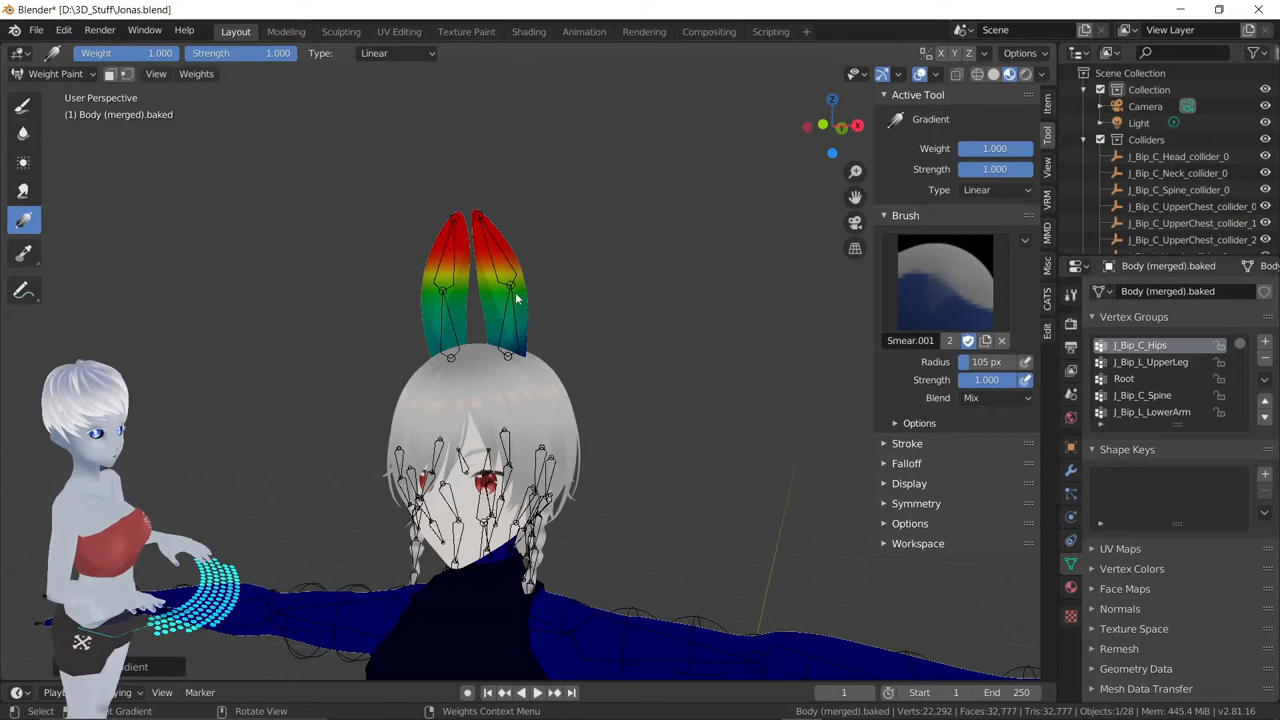 Blender* [D:\3D_Stuff\Jonas.blend]
File Edit Render Window Help Layout Modeling Sculpting UV Editing Texture Paint Shading Animation Rendering Compositing Scripting + Scene View Layer
Weight 1.000 Strength 1.000 Type: Linear X Y Z Options
Weight Paint View Weights
User Perspective
(1) Body (merged).baked
Z
X
Y
Active Tool
Gradient
Weight 1.000
Strength 1.000
Type Linear
Brush
Smear.001 2
Radius 105 px
Strength 1.000
Blend Mix
Options
Stroke
Falloff
Display
Symmetry
Options
Workspace
Item
Tool
View
VRM
MMD
Misc
CATS
Edit
Scene Collection
Collection
Camera
Light
Colliders
J_Bip_C_Head_collider_0
J_Bip_C_Neck_collider_0
J_Bip_C_Spine_collider_0
J_Bip_C_UpperChest_collider_0
J_Bip_C_UpperChest_collider_1
J_Bip_C_UpperChest_collider_2
Body (merged).baked
Body (merged).baked
Vertex Groups
J_Bip_C_Hips
J_Bip_L_UpperLeg
Root
J_Bip_C_Spine
J_Bip_L_LowerArm
Shape Keys
UV Maps
Vertex Colors
Face Maps
Normals
Texture Space
Remesh
Geometry Data
Mesh Data Transfer
View Marker 1 Start 1 End 250
Select Gradient Rotate View Weights Context Menu Body (merged).baked | Verts:22,292 | Faces:32,777 | Tris:32,777 | Objects:1/28 | Mem: 445.4 MiB | v2.81.16